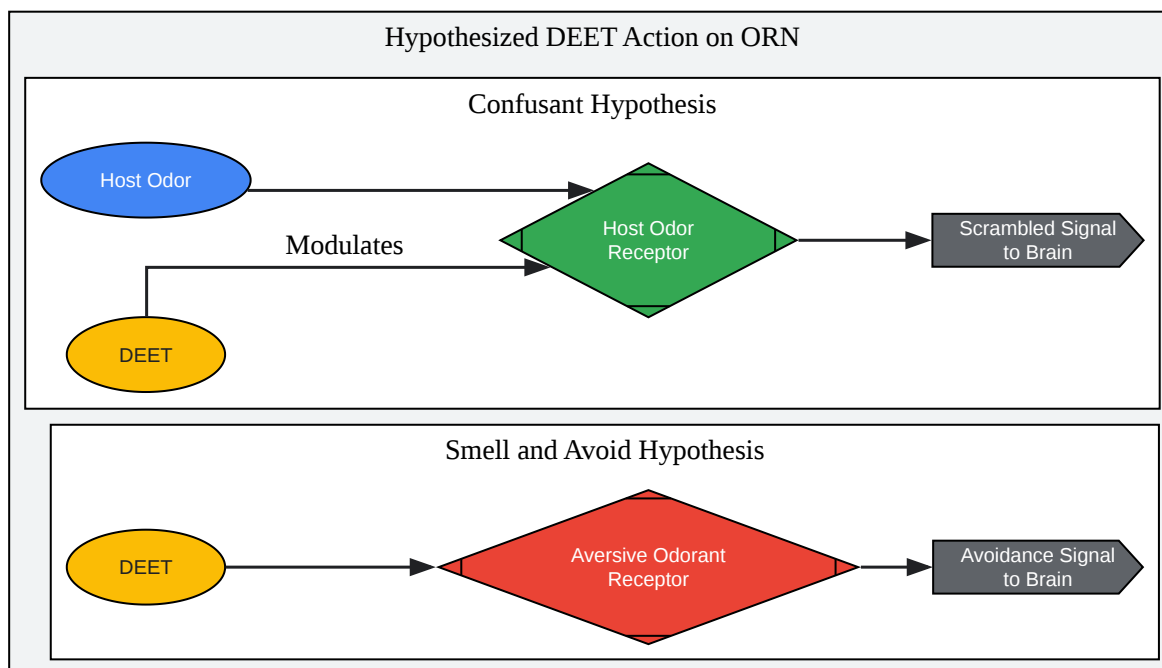 Hypothesized DEET Action on ORN
Confusant Hypothesis
Host Odor
Modulates
Host Odor
Receptor
Scrambled Signal
to Brain
DEET
Smell and Avoid Hypothesis
DEET
Aversive Odorant
Receptor
Avoidance Signal
to Brain